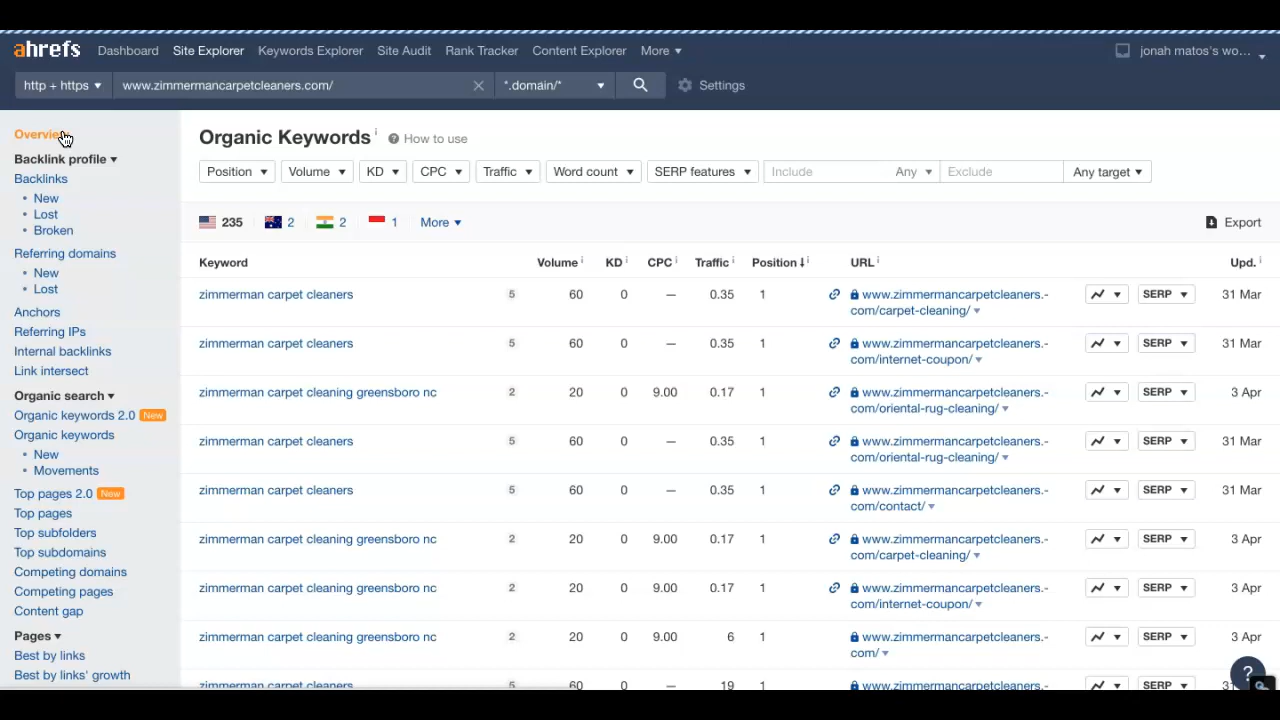 ahrefs Dashboard Site Explorer Keywords Explorer Site Audit Rank Tracker Content Explorer More jonah matos's wo...
http + https www.zimmermancarpetcleaners.com/ *.domain/* Settings
Overview
Backlink profile
Backlinks
• New
• Lost
• Broken
Referring domains
• New
• Lost
Anchors
Referring IPs
Internal backlinks
Link intersect
Organic search
Organic keywords 2.0 New
Organic keywords
• New
• Movements
Top pages 2.0 New
Top pages
Top subfolders
Top subdomains
Competing domains
Competing pages
Content gap
Pages
Best by links
Best by links' growth
Organic Keywords i ? How to use
Position Volume KD CPC Traffic Word count SERP features Include Any Exclude Any target
235 2 2 1 More Export
Keyword Volume i KD i CPC i Traffic i Position i URL i Upd. i
zimmerman carpet cleaners 5 60 0 — 0.35 1 www.zimmermancarpetcleaners.- SERP 31 Mar
com/carpet-cleaning/
zimmerman carpet cleaners 5 60 0 — 0.35 1 www.zimmermancarpetcleaners.- SERP 31 Mar
com/internet-coupon/
zimmerman carpet cleaning greensboro nc 2 20 0 9.00 0.17 1 www.zimmermancarpetcleaners.- SERP 3 Apr
com/oriental-rug-cleaning/
zimmerman carpet cleaners 5 60 0 — 0.35 1 www.zimmermancarpetcleaners.- SERP 31 Mar
com/oriental-rug-cleaning/
zimmerman carpet cleaners 5 60 0 — 0.35 1 www.zimmermancarpetcleaners.- SERP 31 Mar
com/contact/
zimmerman carpet cleaning greensboro nc 2 20 0 9.00 0.17 1 www.zimmermancarpetcleaners.- SERP 3 Apr
com/carpet-cleaning/
zimmerman carpet cleaning greensboro nc 2 20 0 9.00 0.17 1 www.zimmermancarpetcleaners.- SERP 3 Apr
com/internet-coupon/
zimmerman carpet cleaning greensboro nc 2 20 0 9.00 6 1 www.zimmermancarpetcleaners.- SERP 3 Apr
com/
zimmerman carpet cleaners 5 60 0 — 19 1 www.zimmermancarpetcleaners.- SERP
?